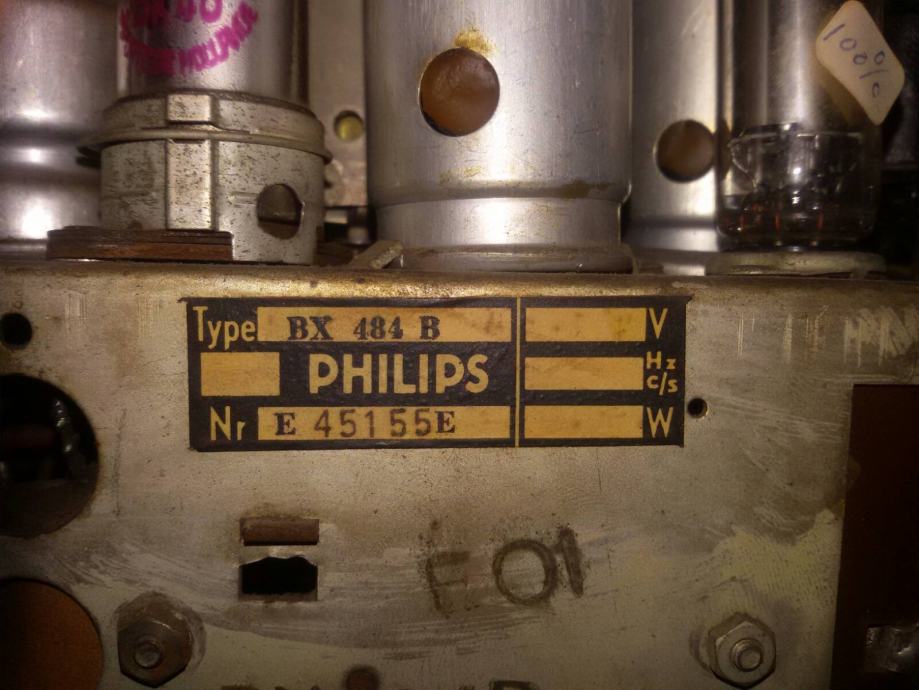 100%
Type BX 484 B V
PHILIPS Hz c/s
Nr E 45155E W
E01